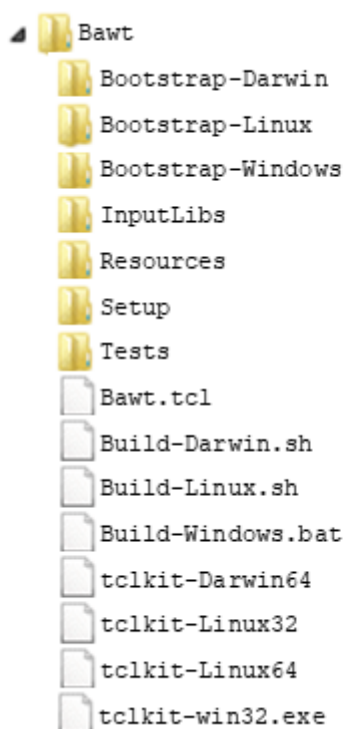 Bawt
Bootstrap-Darwin
Bootstrap-Linux
Bootstrap-Windows
InputLibs
Resources
Setup
Tests
Bawt.tcl
Build-Darwin.sh
Build-Linux.sh
Build-Windows.bat
tclkit-Darwin64
tclkit-Linux32
tclkit-Linux64
tclkit-win32.exe